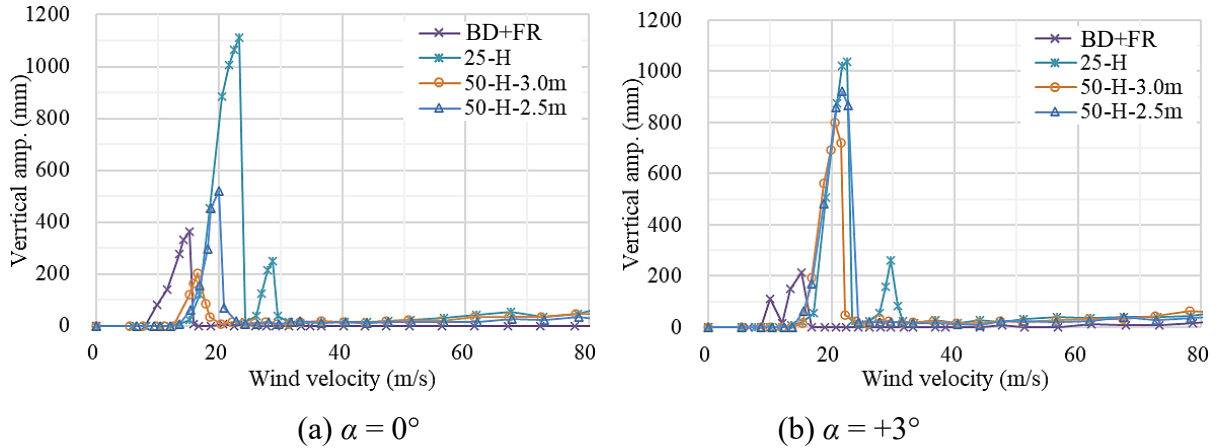 1200
1000
800
600
400
200
0
Verrtical amp. (mm)
BD+FR
25-H
50-H-3.0m
50-H-2.5m
0 20 40 60 80
Wind velocity (m/s)
(a) α = 0°
1200
1000
800
600
400
200
0
Verrtical amp. (mm)
BD+FR
25-H
50-H-3.0m
50-H-2.5m
0 20 40 60 80
Wind velocity (m/s)
(b) α = +3°